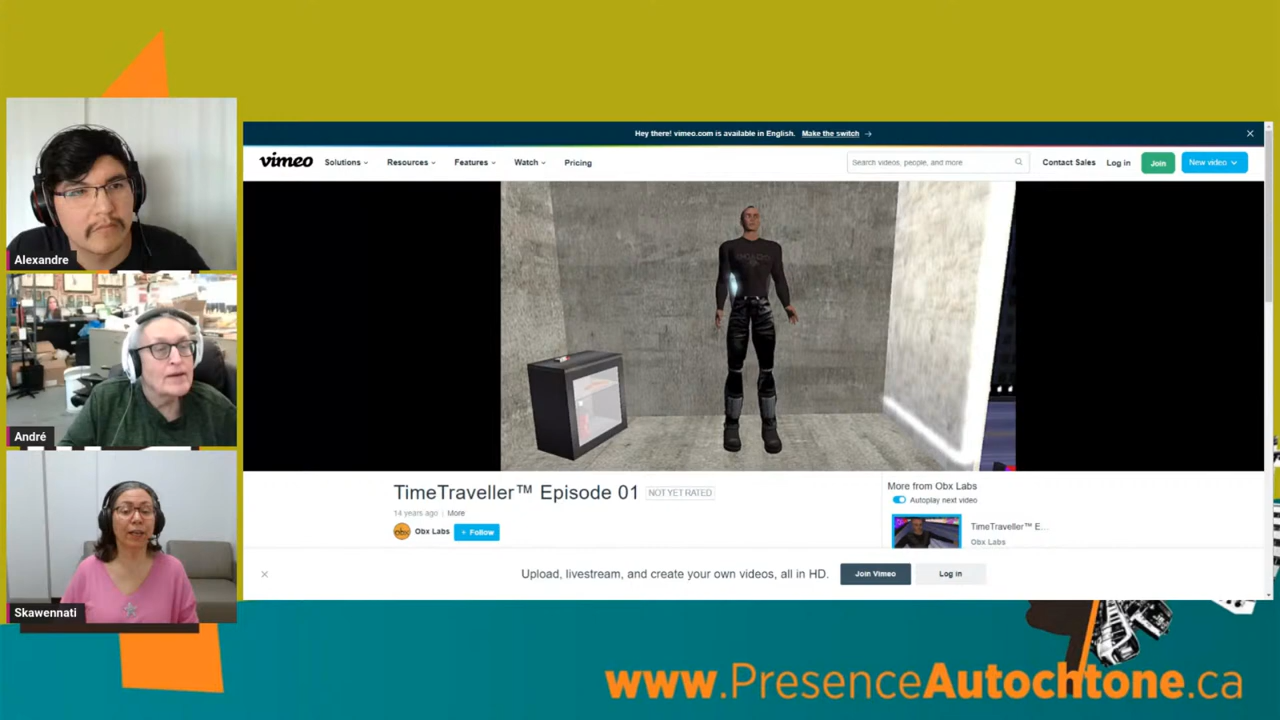 Hey there! vimeo.com is available in English. Make the switch →
vimeo Solutions Resources Features Watch Pricing Search videos, people, and more Contact Sales Log in Join New video
Alexandre
André
Skawennati
TimeTraveller™ Episode 01 NOT YET RATED
14 years ago | More
obx Obx Labs + Follow
More from Obx Labs
Autoplay next video
TimeTraveller™ E...
Obx Labs
Upload, livestream, and create your own videos, all in HD. Join Vimeo Log in
www.PresenceAutochtone.ca